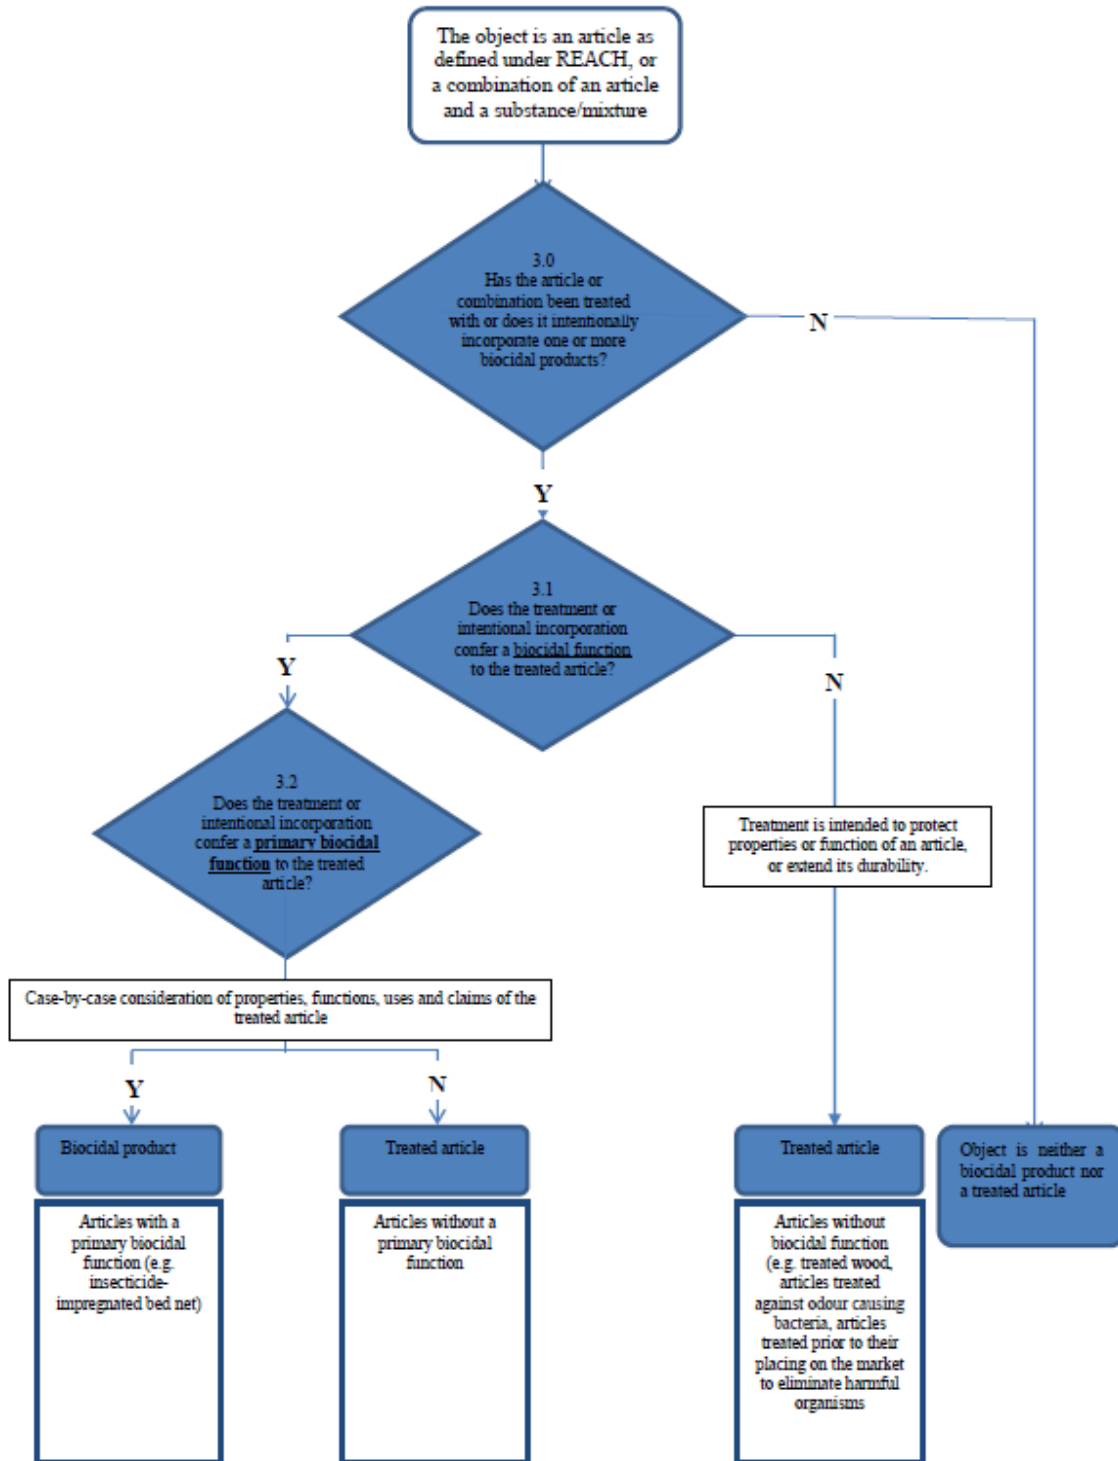 The object is an article as
defined under REACH, or
a combination of an article
and a substance/mixture
3.0
Has the article or
combination been treated
with or does it intentionally
incorporate one or more
biocidal products?
N
Y
3.1
Does the treatment or
intentional incorporation
confer a biocidal function
to the treated article?
Y
N
3.2
Does the treatment or
intentional incorporation
confer a primary biocidal
function to the treated
article?
Treatment is intended to protect
properties or function of an article,
or extend its durability.
Case-by-case consideration of properties, functions, uses and claims of the
treated article
Y
N
Biocidal product
Treated article
Treated article
Object is neither a
biocidal product nor
a treated article
Articles with a
primary biocidal
function (e.g.
insecticide-
impregnated bed net)
Articles without a
primary biocidal
function
Articles without
biocidal function
(e.g. treated wood,
articles treated
against odour causing
bacteria, articles
treated prior to their
placing on the market
to eliminate harmful
organisms